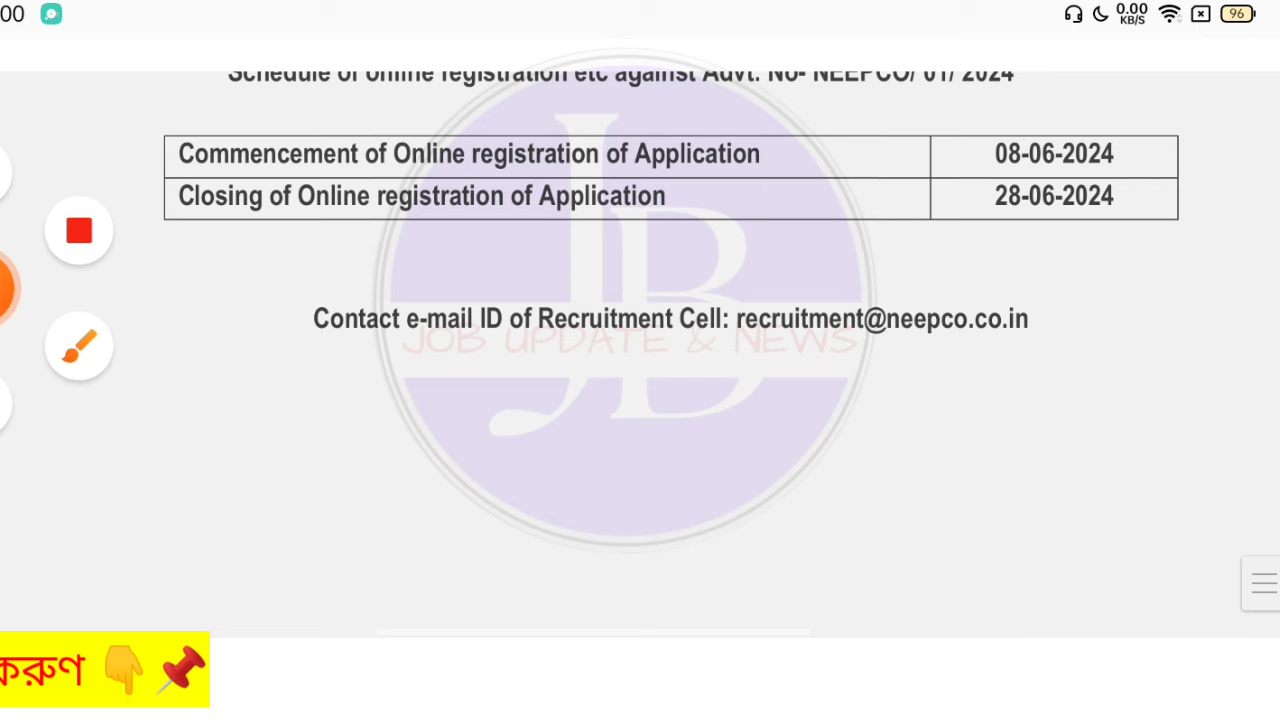 00
0.00
KB/S
96
Schedule of online registration etc against Advt. No- NEEPCO/ 01/ 2024
Commencement of Online registration of Application 08-06-2024
Closing of Online registration of Application 28-06-2024
Contact e-mail ID of Recruitment Cell: recruitment@neepco.co.in
JB
JOB UPDATE & NEWS
করুণ 👇📌